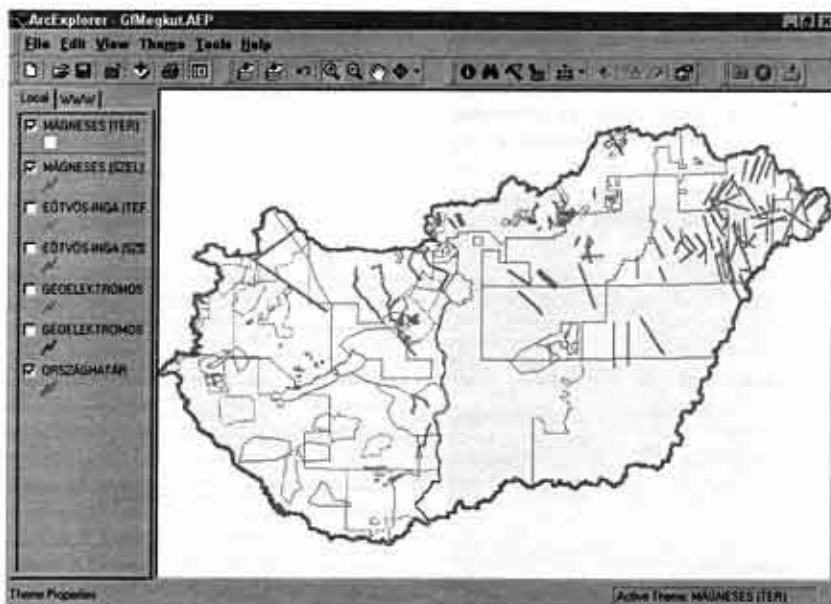 ArcExplorer - GfMegkut.AEP
File Edit View Theme Tools Help
Local WWW
MÁGNESES (TER)
MÁGNESES (SZEL)
EÖTVÖS-INGA (TER
EÖTVÖS-INGA (SZE
GEOELEKTROMOS
GEOELEKTROMOS
ORSZÁGHATÁR
Theme Properties
Active Theme: MÁGNESES (TER)